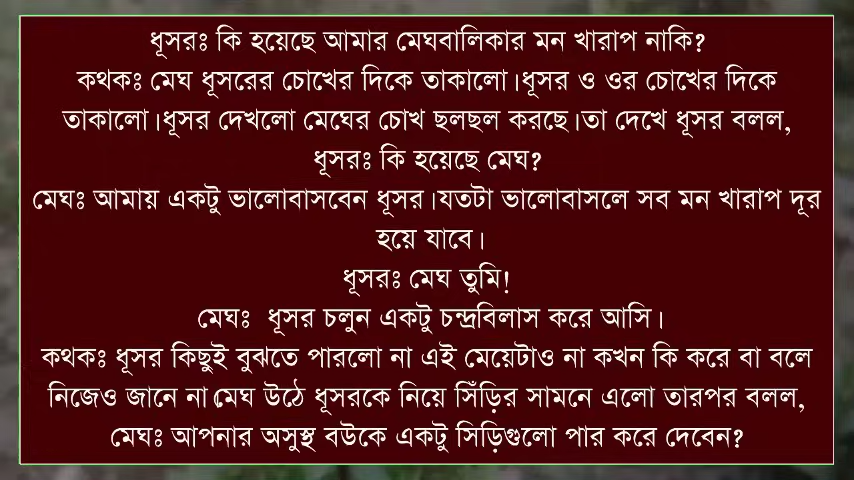 ধূসরঃ কি হয়েছে আমার মেঘবালিকার মন খারাপ নাকি?
কথকঃ মেঘ ধূসরের চোখের দিকে তাকালো।ধূসর ও ওর চোখের দিকে
তাকালো।ধূসর দেখলো মেঘের চোখ ছলছল করছে।তা দেখে ধূসর বলল,
ধূসরঃ কি হয়েছে মেঘ?
মেঘঃ আমায় একটু ভালোবাসবেন ধূসর।যতটা ভালোবাসলে সব মন খারাপ দূর
হয়ে যাবে।
ধূসরঃ মেঘ তুমি!
মেঘঃ ধূসর চলুন একটু চন্দ্রবিলাস করে আসি।
কথকঃ ধূসর কিছুই বুঝতে পারলো না এই মেয়েটাও না কখন কি করে বা বলে
নিজেও জানে না।মেঘ উঠে ধূসরকে নিয়ে সিঁড়ির সামনে এলো তারপর বলল,
মেঘঃ আপনার অসুস্থ বউকে একটু সিড়িগুলো পার করে দেবেন?